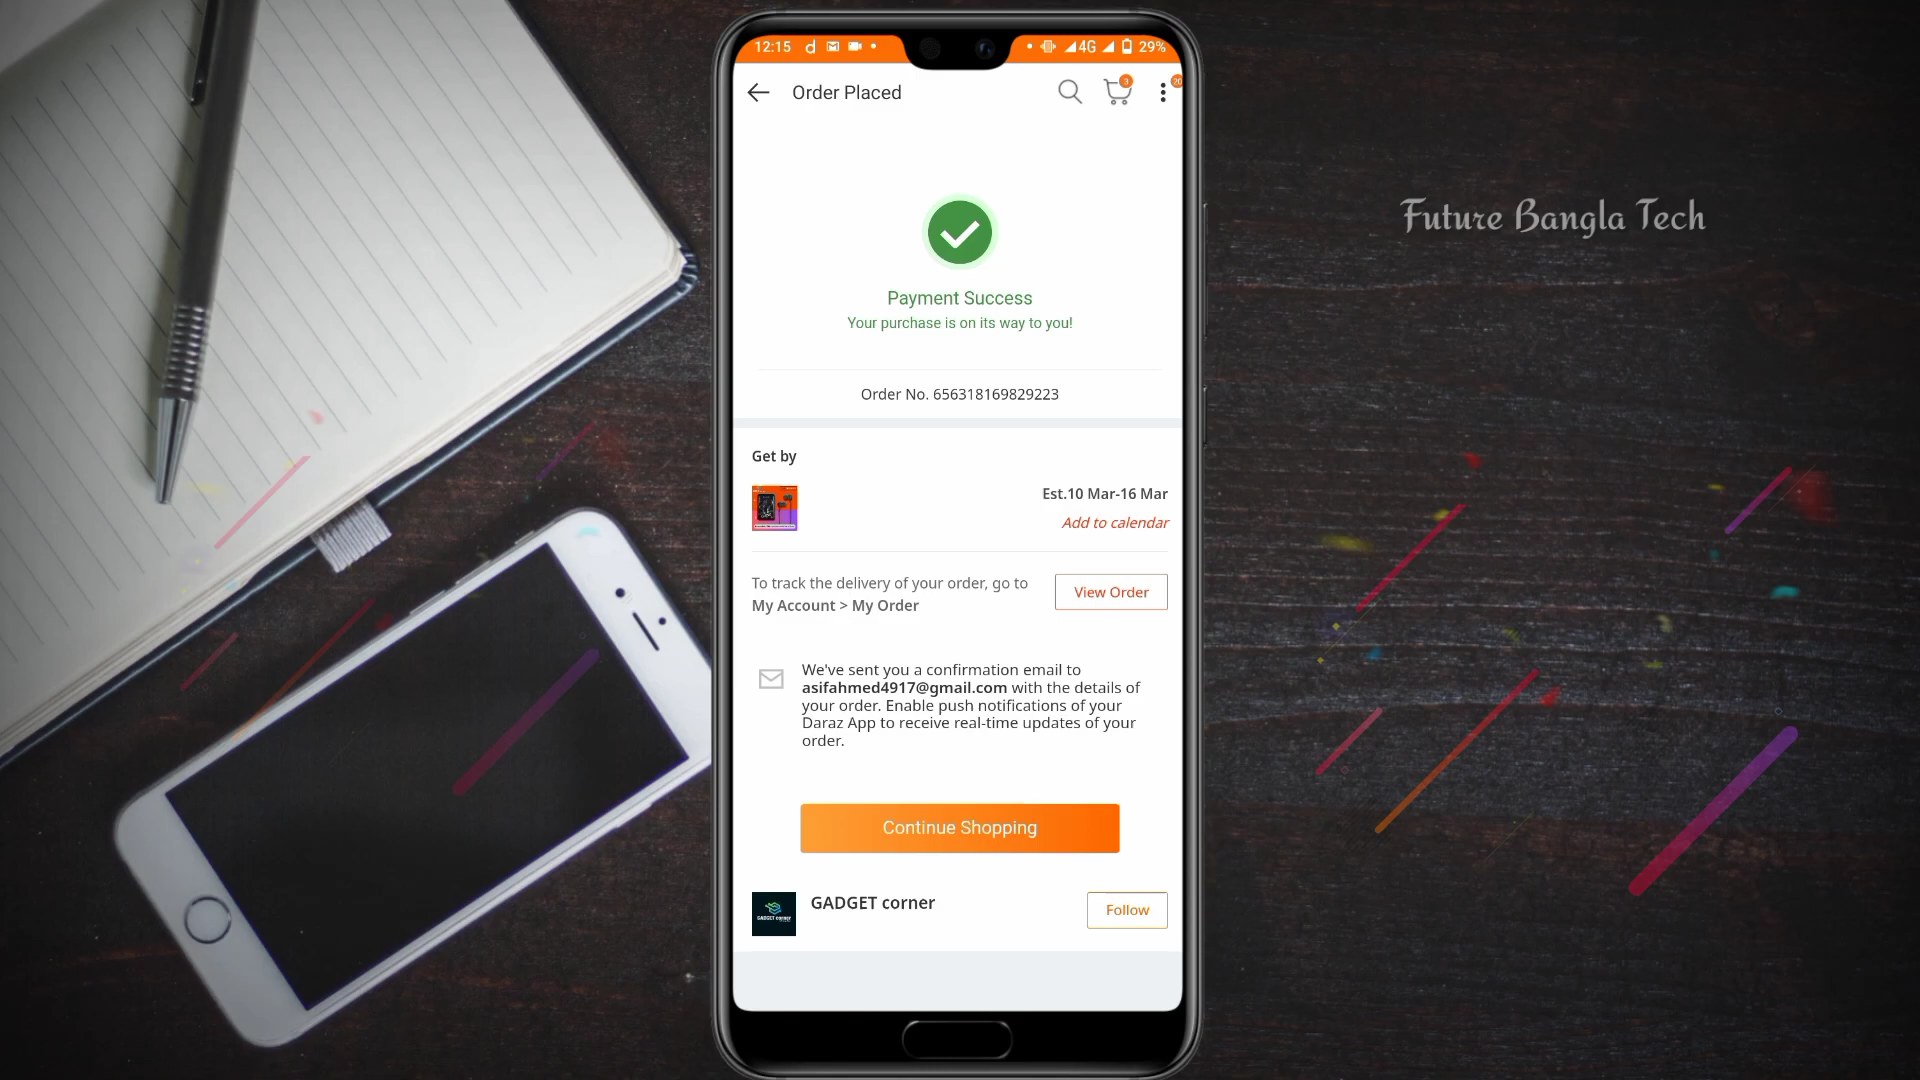 12:15
4G
29%
Order Placed
3
20
Future Bangla Tech
Payment Success
Your purchase is on its way to you!
Order No. 656318169829223
Get by
Est.10 Mar-16 Mar
Add to calendar
To track the delivery of your order, go to
My Account > My Order
View Order
We've sent you a confirmation email to
asifahmed4917@gmail.com with the details of
your order. Enable push notifications of your
Daraz App to receive real-time updates of your
order.
Continue Shopping
GADGET corner
GADGET corner
Follow